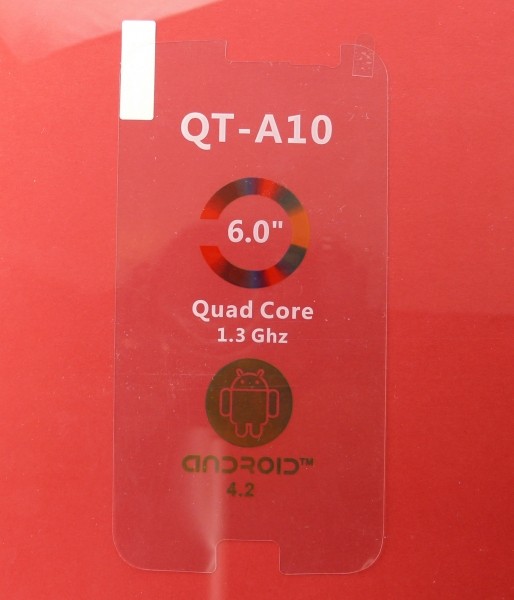 QT-A10
6.0"
Quad Core
1.3 Ghz
ANDROID™
4.2